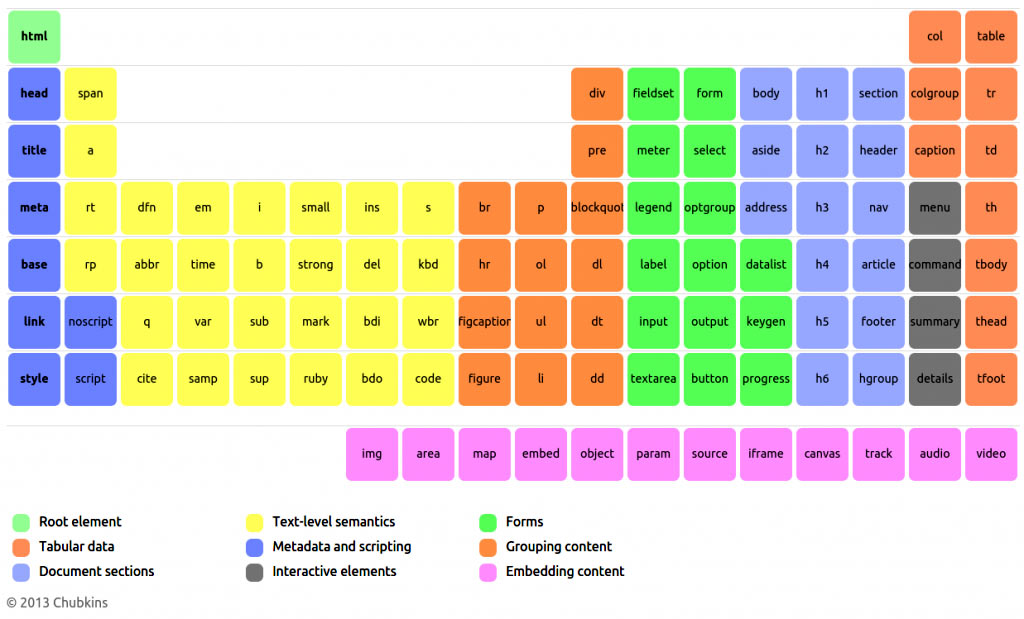 html col table
head span div fieldset form body h1 section colgroup tr
title a pre meter select aside h2 header caption td
meta rt dfn em i small ins s br p blockquot legend optgroup address h3 nav menu th
base rp abbr time b strong del kbd hr ol dl label option datalist h4 article command tbody
link noscript q var sub mark bdi wbr figcaption ul dt input output keygen h5 footer summary thead
style script cite samp sup ruby bdo code figure li dd textarea button progress h6 hgroup details tfoot
img area map embed object param source iframe canvas track audio video
Root element Text-level semantics Forms
Tabular data Metadata and scripting Grouping content
Document sections Interactive elements Embedding content
© 2013 Chubkins